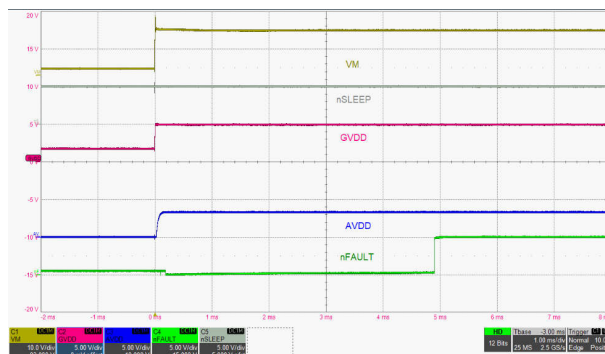 20 V
15 V
10 V
5 V
0 V
-5 V
-10 V
-15 V
-20 V
VM
nSLEEP
GVDD
AVDD
nFAULT
-2 ms
-1 ms
0 ms
1 ms
2 ms
3 ms
4 ms
5 ms
6 ms
7 ms
C1
VM
10.0 V/div
C2
GVDD
5.00 V/div
5.00 V/div
C4
nFAULT
5.00 V/div
C5
nSLEEP
5.00 V/div
HD
12 Bits
Tbase -3.00 ms
1.00 ms/div
25 MS 2.5 GS/s
Trigger
Normal
Edge